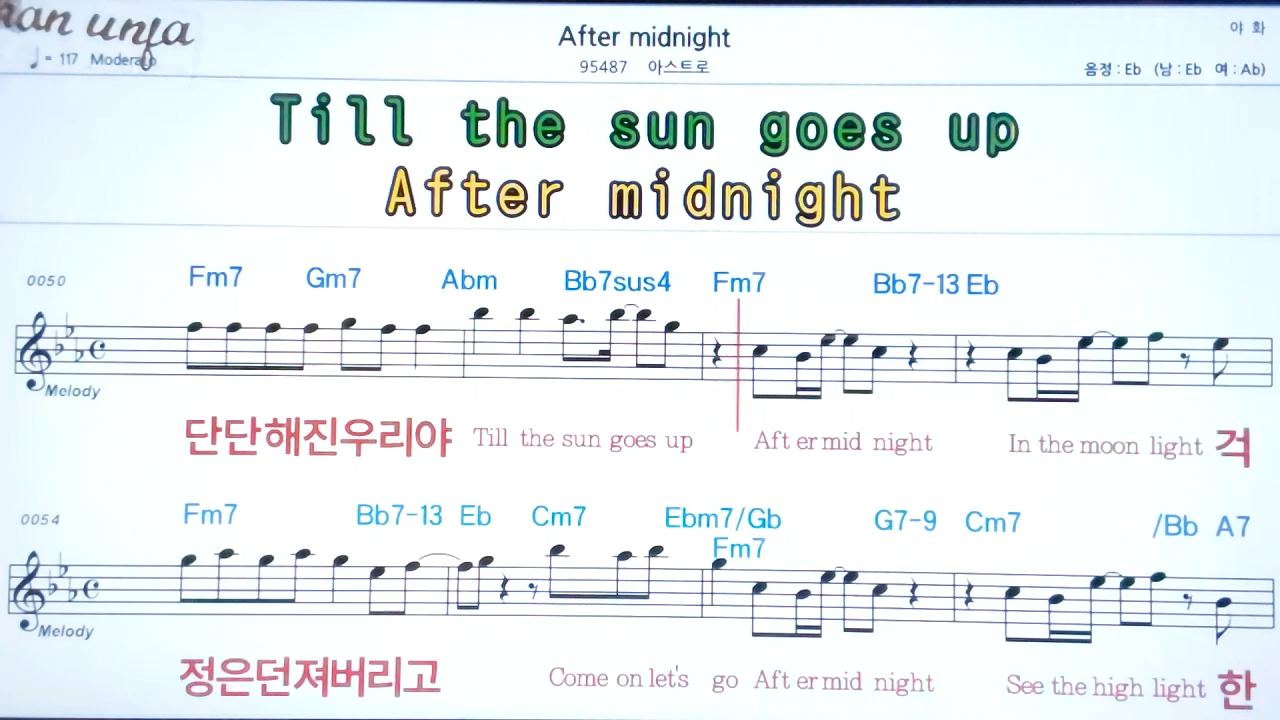 an unja
After midnight
야 화
♩= 117 Moderato
95487 아스트로
음정 : Eb (남 : Eb 여 : Ab)
Till the sun goes up
After midnight
0050 Fm7 Gm7 Abm Bb7sus4 Fm7 Bb7-13 Eb
Melody
단단해진우리야 Till the sun goes up Aft er mid night In the moon light 걱
0054 Fm7 Bb7-13 Eb Cm7 Ebm7/Gb G7-9 Cm7 /Bb A7
Fm7
Melody
정은던져버리고 Come on let's go Aft er mid night See the high light 한